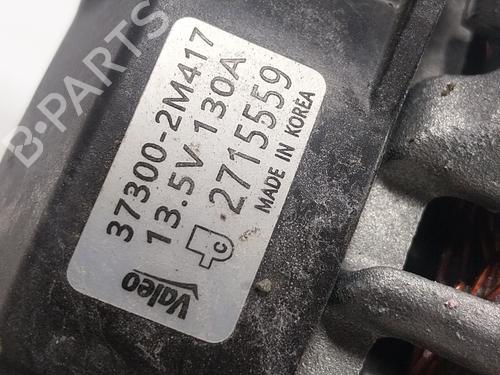 B-PARTS
37300-2M417
13.5V 130A
C
2715559
MADE IN KOREA
Valeo